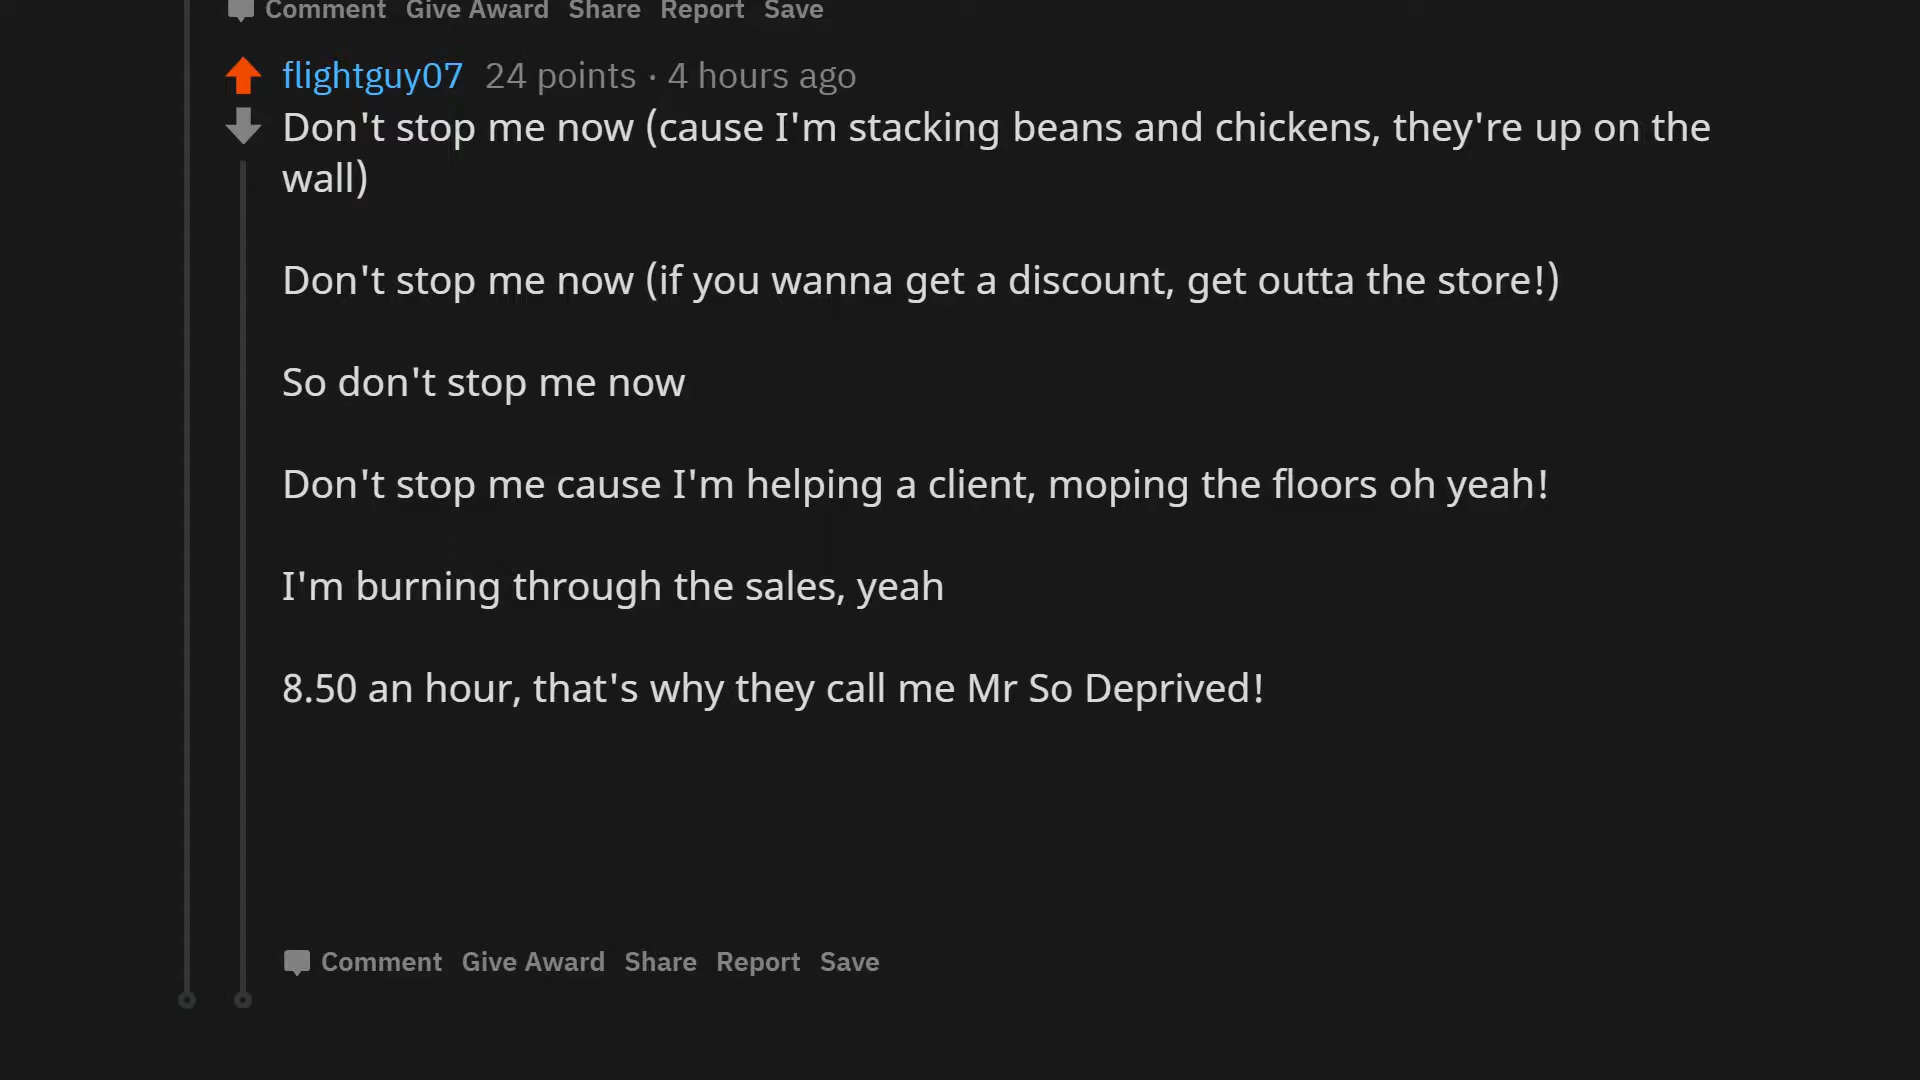 Comment Give Award Share Report Save
flightguy07 24 points · 4 hours ago
Don't stop me now (cause I'm stacking beans and chickens, they're up on the
wall)
Don't stop me now (if you wanna get a discount, get outta the store!)
So don't stop me now
Don't stop me cause I'm helping a client, moping the floors oh yeah!
I'm burning through the sales, yeah
8.50 an hour, that's why they call me Mr So Deprived!
Comment Give Award Share Report Save